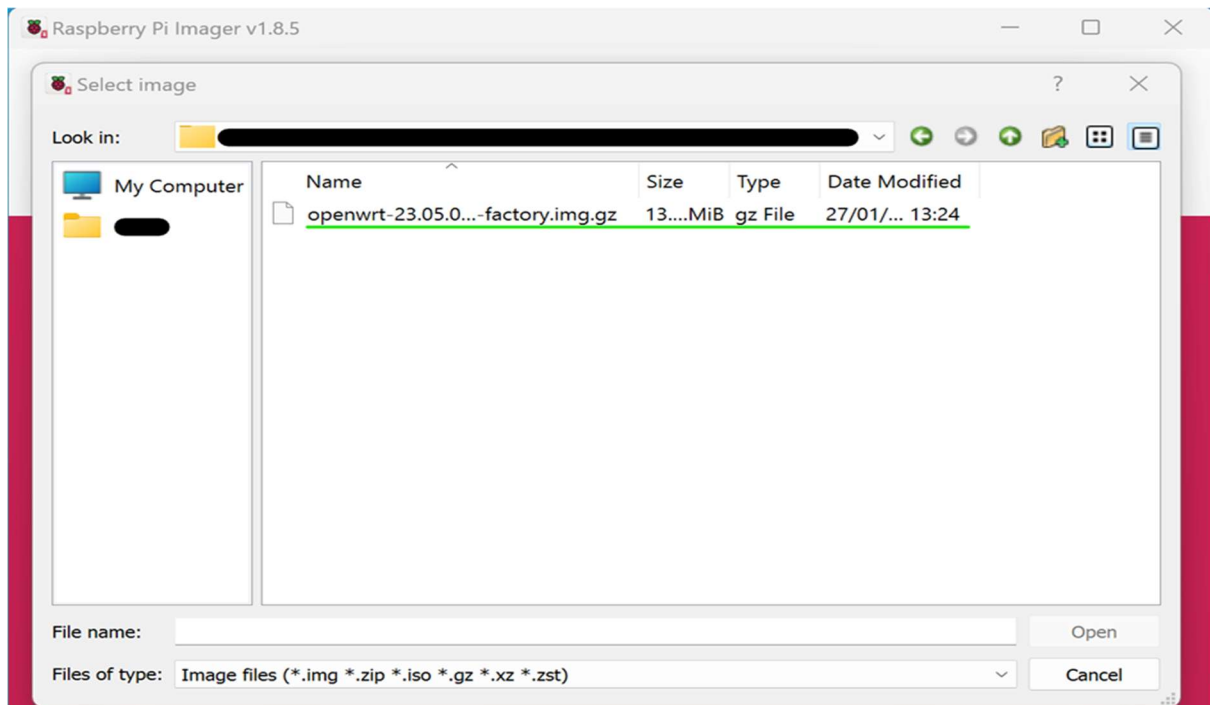 Raspberry Pi Imager v1.8.5
Select image
?
Look in:
My Computer
Name Size Type Date Modified
openwrt-23.05.0...-factory.img.gz 13....MiB gz File 27/01/... 13:24
File name:
Open
Files of type: Image files (*.img *.zip *.iso *.gz *.xz *.zst)
Cancel